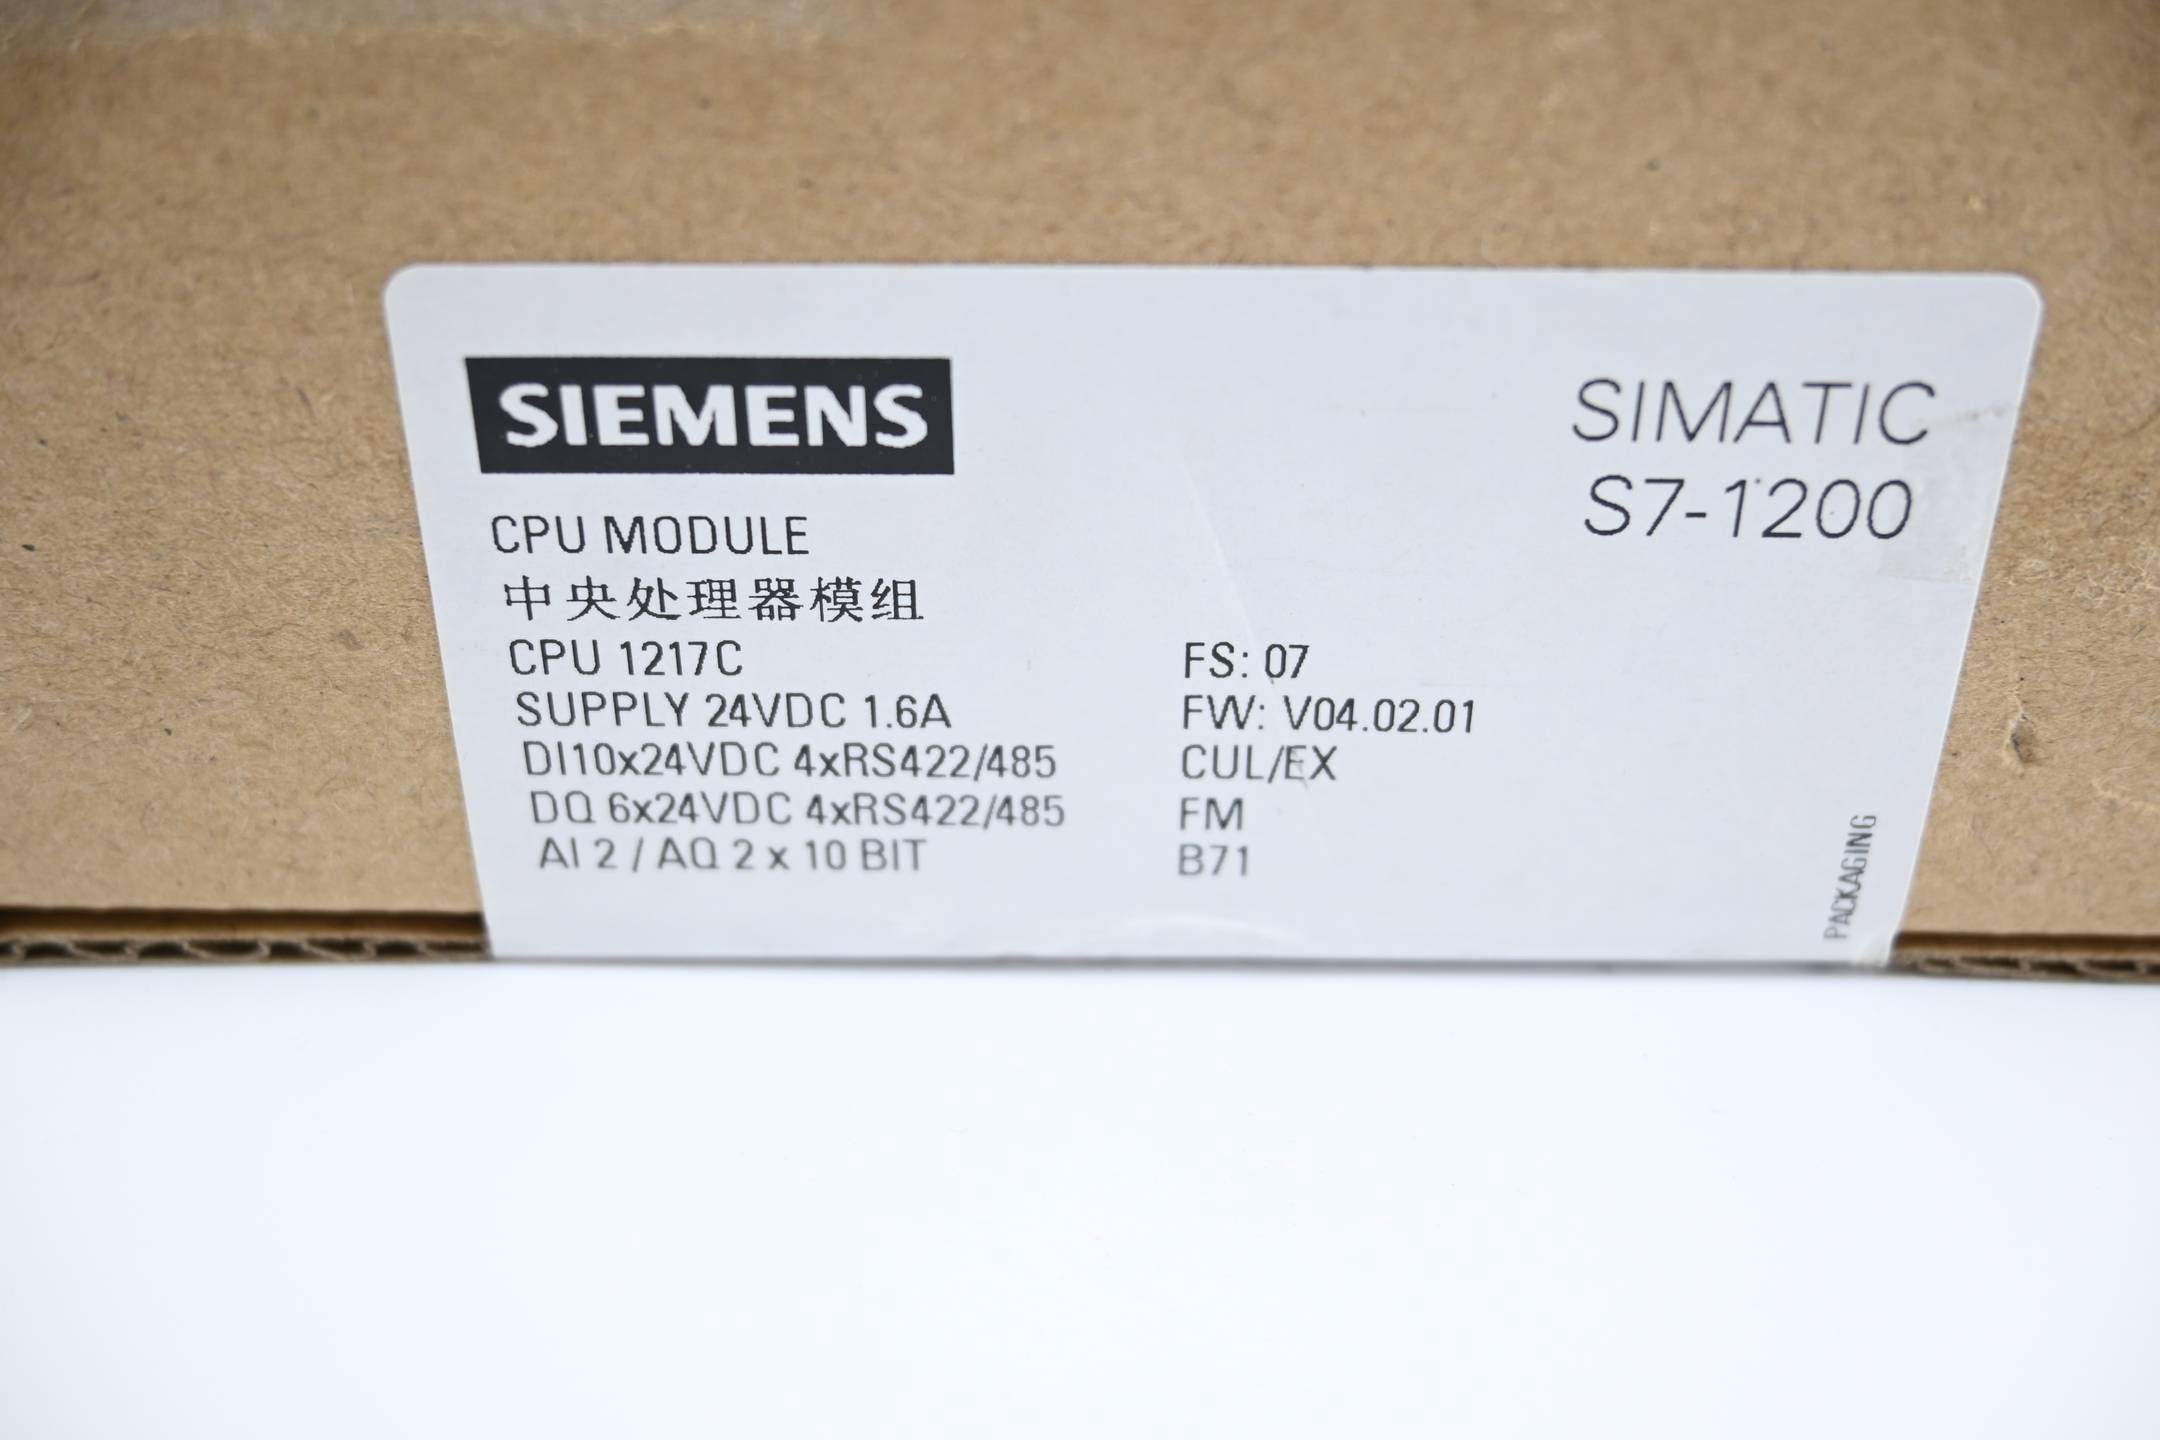 SIEMENS
SIMATIC
S7-1200
CPU MODULE
中央处理器模组
CPU 1217C
SUPPLY 24VDC 1.6A
DI10x24VDC 4xRS422/485
DQ 6x24VDC 4xRS422/485
AI 2 / AQ 2 x 10 BIT
FS: 07
FW: V04.02.01
CUL/EX
FM
B71
PACKAGING